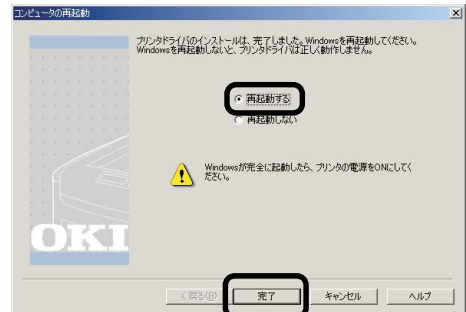 コンピュータの再起動
プリンタドライバのインストールは、完了しました。Windowsを再起動してください。
Windowsを再起動しないと、プリンタドライバは正しく動作しません。
再起動する
再起動しない
Windowsが完全に起動したら、プリンタの電源をONにしてく
ださい。
OKI
< 戻る(B)
完了
キャンセル
ヘルプ